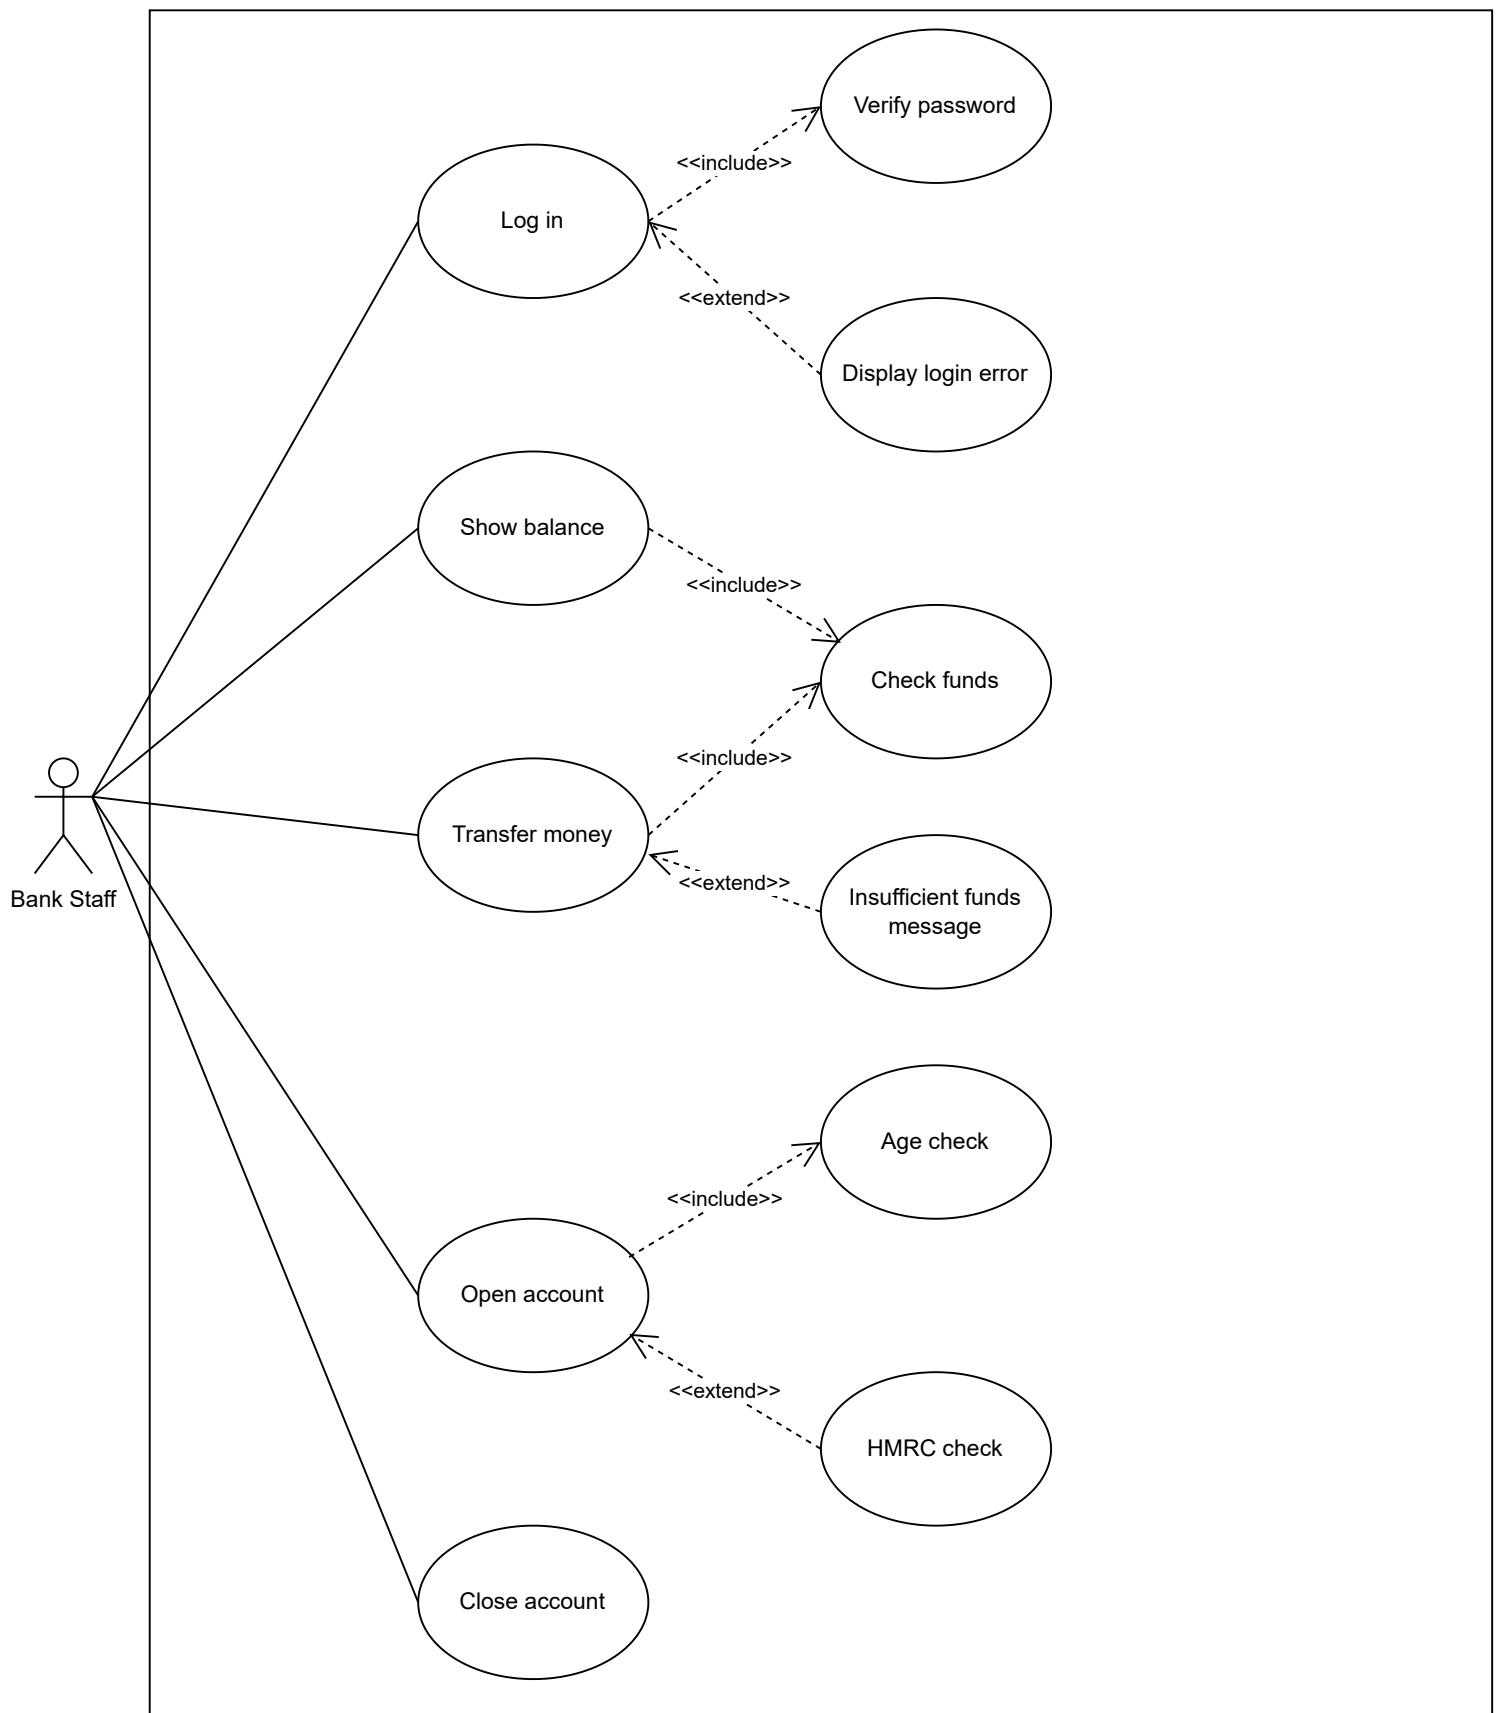 Verify password
<<include>>
Log in
<<extend>>
Display login error
Show balance
<<include>>
Check funds
<<include>>
Transfer money
<<extend>>
Insufficient funds
message
Bank Staff
Age check
<<include>>
Open account
<<extend>>
HMRC check
Close account